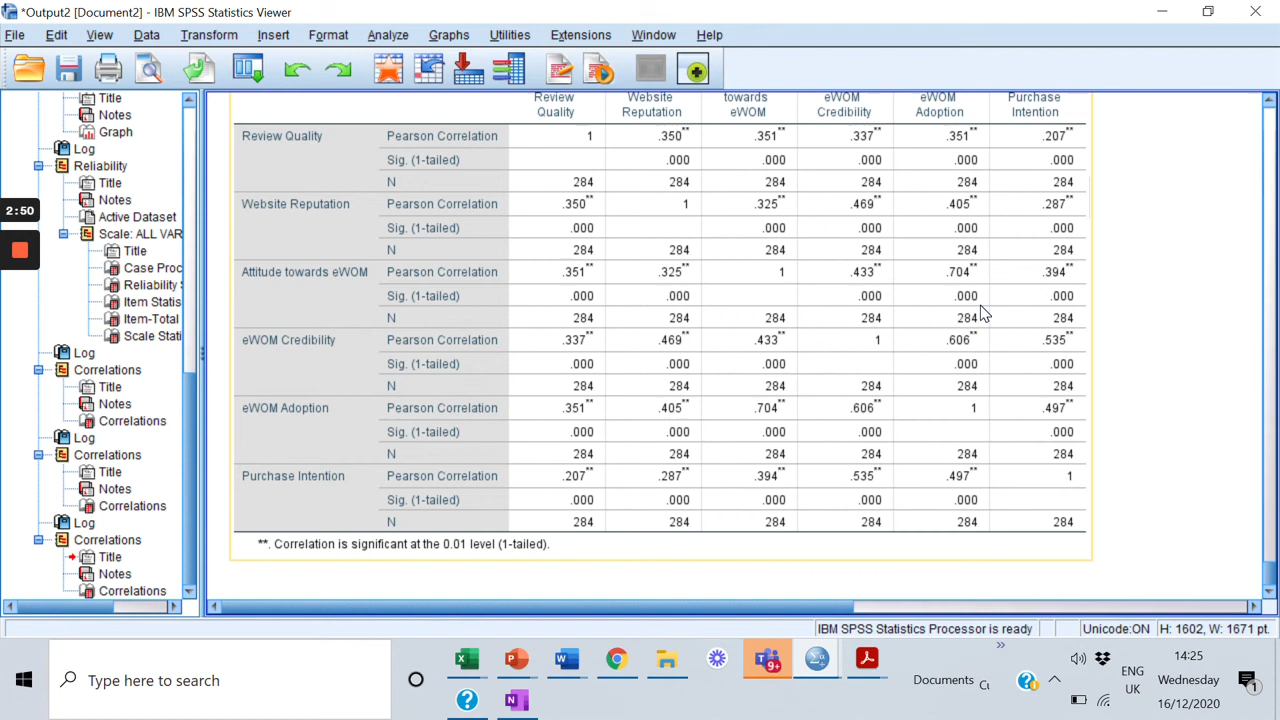 *Output2 [Document2] - IBM SPSS Statistics Viewer
File Edit View Data Transform Insert Format Analyze Graphs Utilities Extensions Window Help
Title
Notes
Graph
Log
Reliability
Title
Notes
Active Dataset
Scale: ALL VAR
Title
Case Proc
Reliability
Item Statis
Item-Total
Scale Stati
Log
Correlations
Title
Notes
Correlations
Log
Correlations
Title
Notes
Correlations
Log
Correlations
Title
Notes
Correlations
2:50
Review Website towards eWOM eWOM Purchase
Quality Reputation eWOM Credibility Adoption Intention
Review Quality Pearson Correlation 1 .350** .351** .337** .351** .207**
Sig. (1-tailed) .000 .000 .000 .000 .000
N 284 284 284 284 284 284
Website Reputation Pearson Correlation .350** 1 .325** .469** .405** .287**
Sig. (1-tailed) .000 .000 .000 .000 .000
N 284 284 284 284 284 284
Attitude towards eWOM Pearson Correlation .351** .325** 1 .433** .704** .394**
Sig. (1-tailed) .000 .000 .000 .000 .000
N 284 284 284 284 284 284
eWOM Credibility Pearson Correlation .337** .469** .433** 1 .606** .535**
Sig. (1-tailed) .000 .000 .000 .000 .000
N 284 284 284 284 284 284
eWOM Adoption Pearson Correlation .351** .405** .704** .606** 1 .497**
Sig. (1-tailed) .000 .000 .000 .000 .000
N 284 284 284 284 284 284
Purchase Intention Pearson Correlation .207** .287** .394** .535** .497** 1
Sig. (1-tailed) .000 .000 .000 .000 .000
N 284 284 284 284 284 284
**. Correlation is significant at the 0.01 level (1-tailed).
IBM SPSS Statistics Processor is ready Unicode:ON H: 1602, W: 1671 pt.
Type here to search
9+
Documents
ENG
UK
14:25
Wednesday
16/12/2020
1